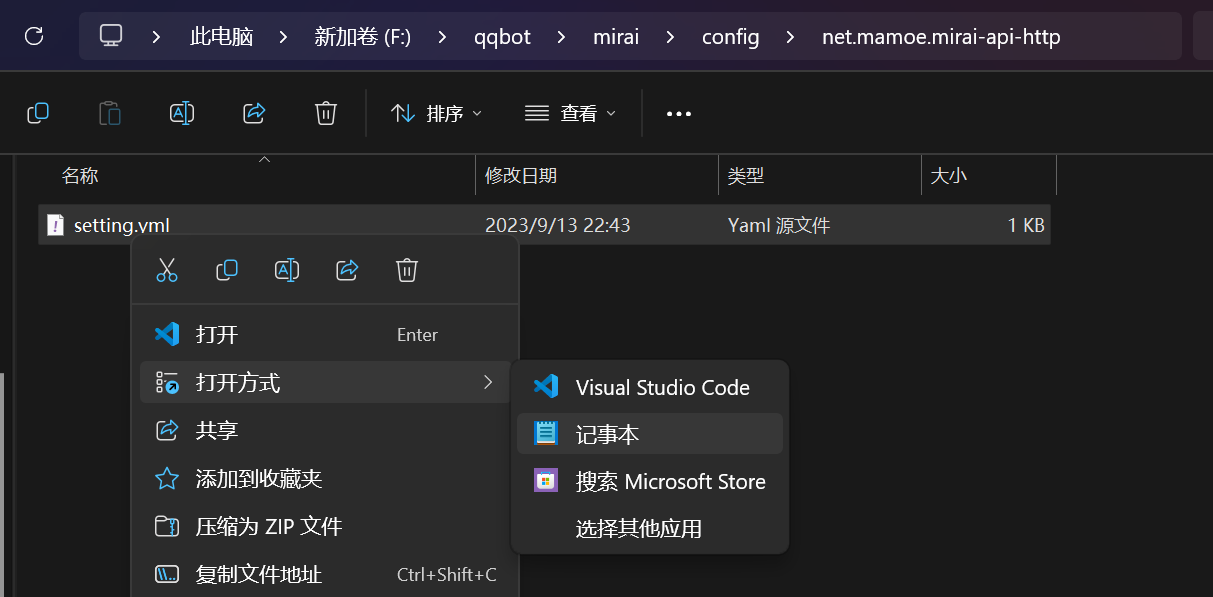 此电脑 > 新加卷 (F:) > qqbot > mirai > config > net.mamoe.mirai-api-http
排序 查看
名称 修改日期 类型 大小
setting.yml 2023/9/13 22:43 Yaml 源文件 1 KB
打开 Enter
打开方式
共享
添加到收藏夹
压缩为 ZIP 文件
复制文件地址 Ctrl+Shift+C
Visual Studio Code
记事本
搜索 Microsoft Store
选择其他应用